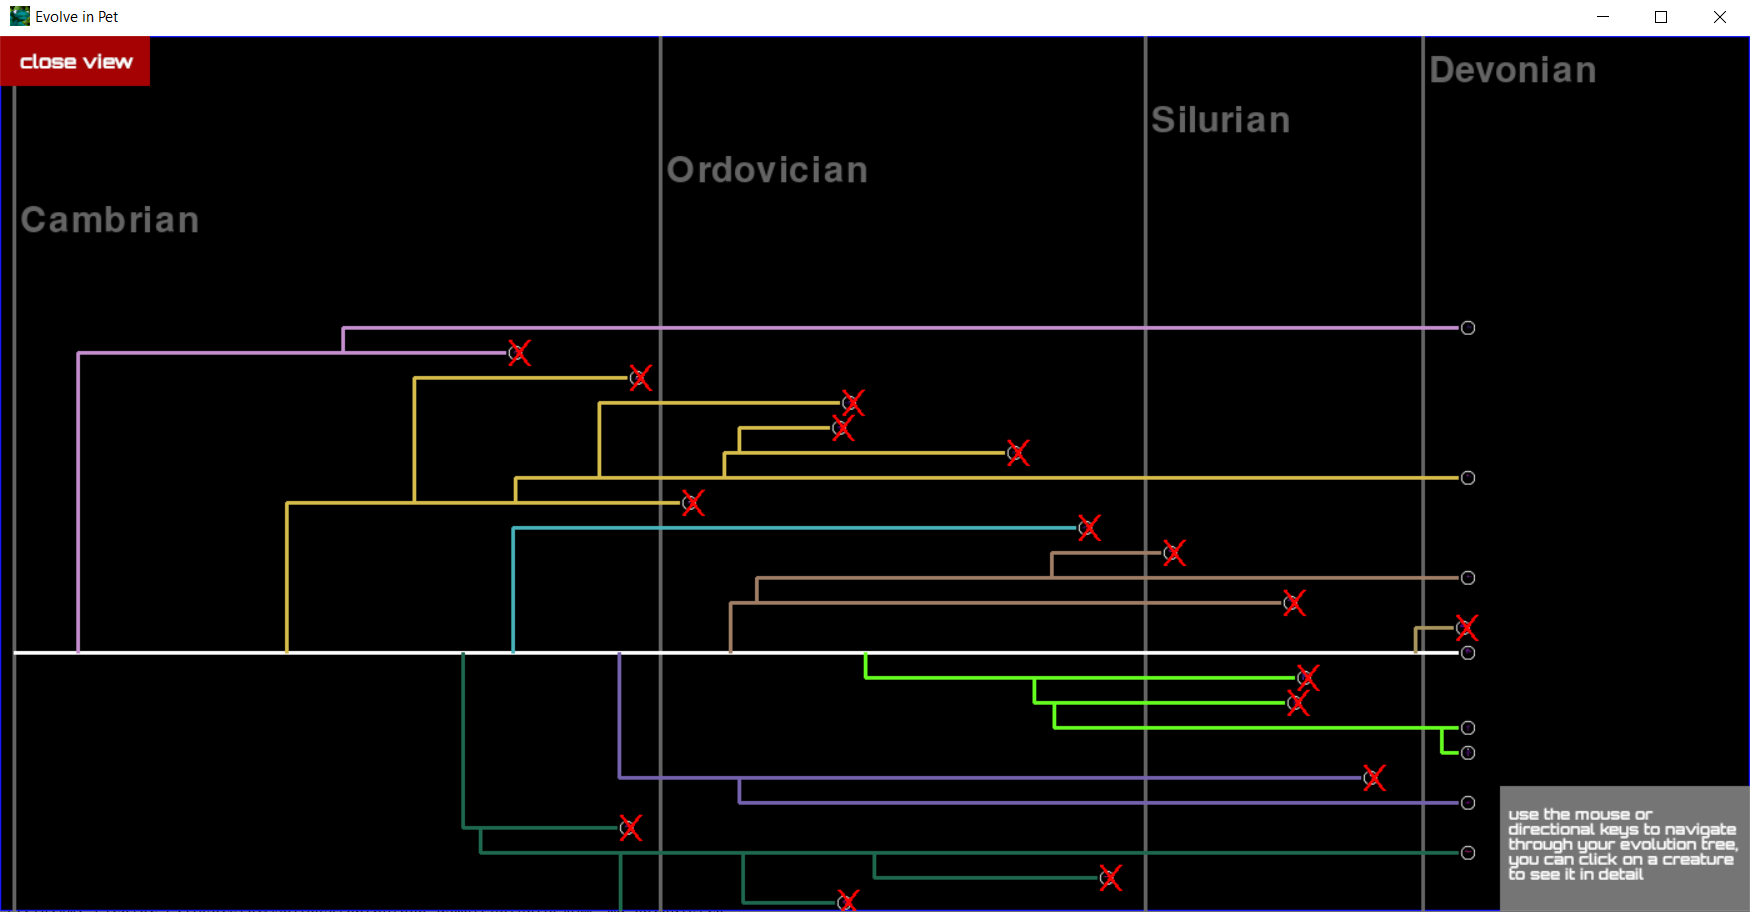 Evolve in Pet
close view
Devonian
Silurian
Ordovician
Cambrian
use the mouse or
directional keys to navigate
through your evolution tree,
you can click on a creature
to see it in detail